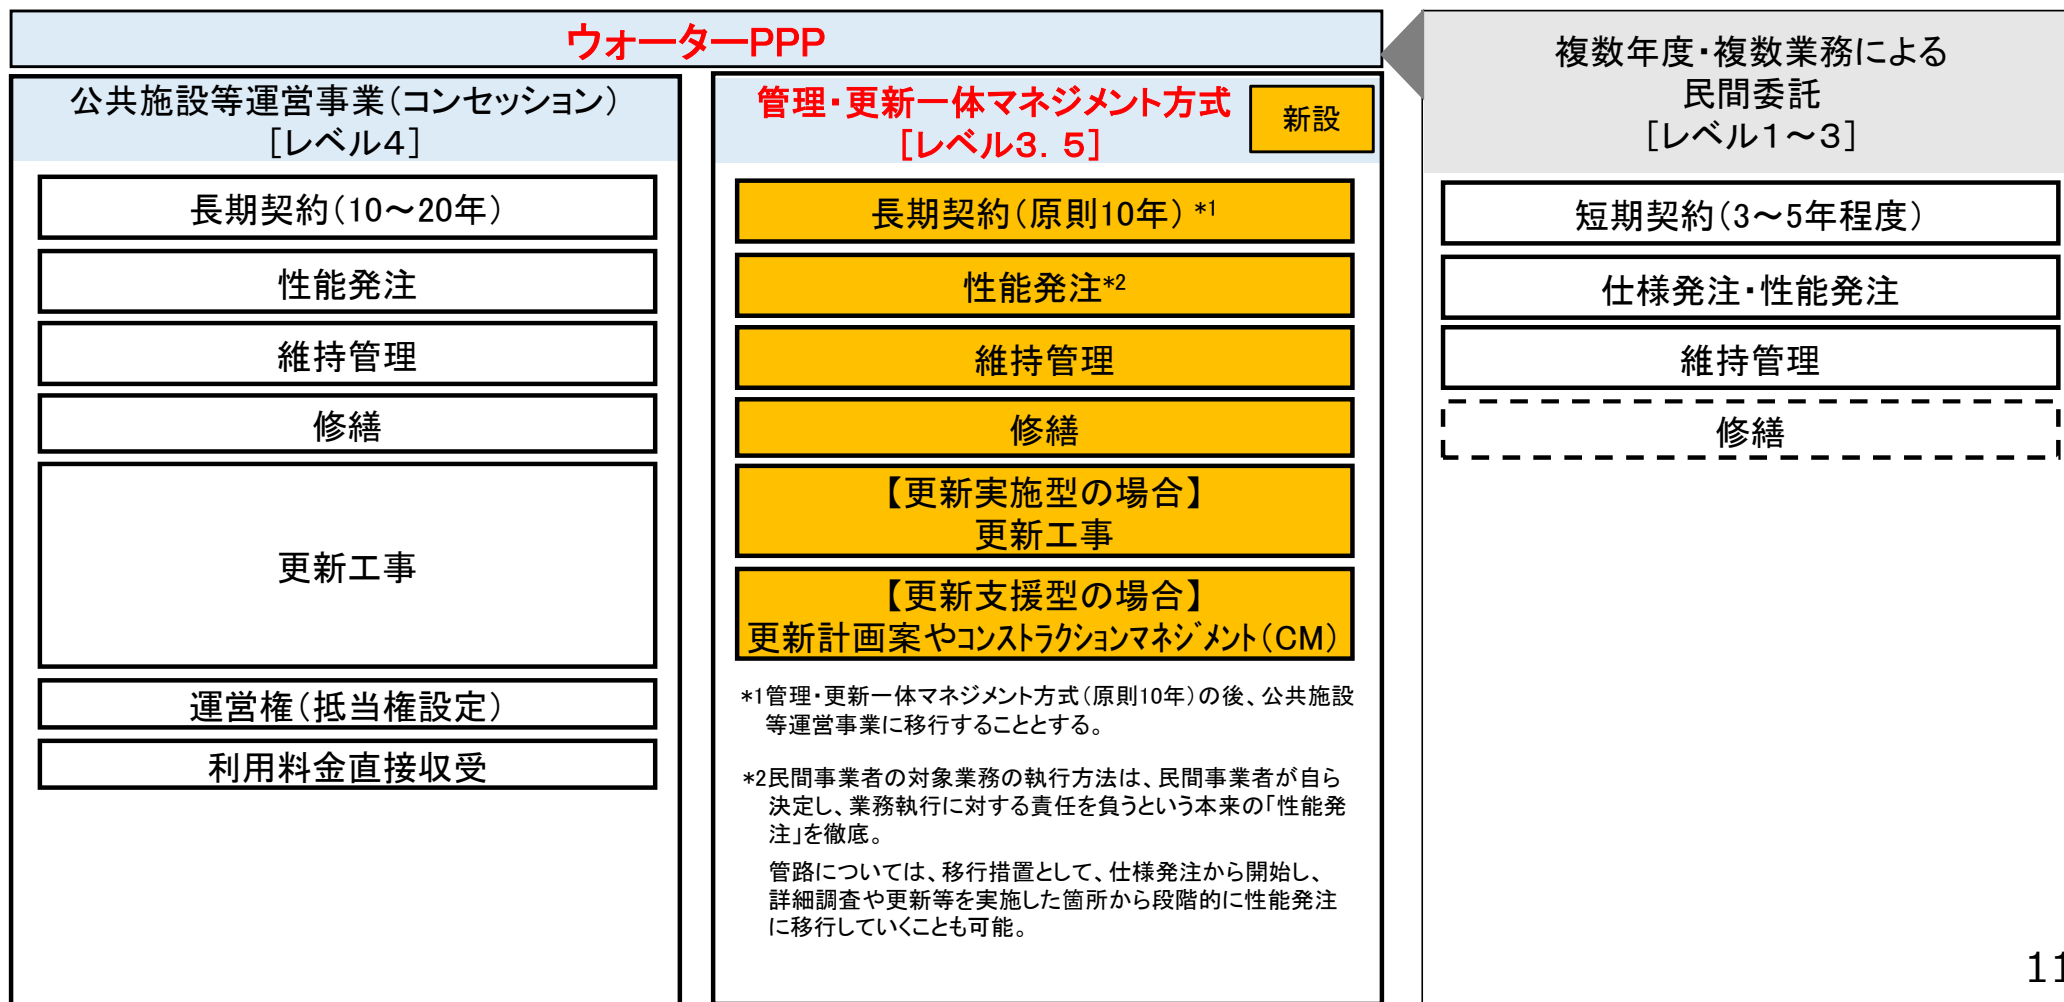 ウォーターPPP
公共施設等運営事業(コンセッション)
[レベル4]
長期契約(10～20年)
性能発注
維持管理
修繕
更新工事
運営権(抵当権設定)
利用料金直接収受
管理・更新一体マネジメント方式
[レベル3．5]
新設
長期契約(原則10年) *1
性能発注*2
維持管理
修繕
【更新実施型の場合】
更新工事
【更新支援型の場合】
更新計画案やｺﾝｽﾄﾗｸｼｮﾝﾏﾈｼﾞﾒﾝﾄ(CM)
*1管理・更新一体マネジメント方式(原則10年)の後、公共施設
等運営事業に移行することとする。
*2民間事業者の対象業務の執行方法は、民間事業者が自ら
決定し、業務執行に対する責任を負うという本来の「性能発
注」を徹底。
管路については、移行措置として、仕様発注から開始し、
詳細調査や更新等を実施した箇所から段階的に性能発注
に移行していくことも可能。
複数年度・複数業務による
民間委託
[レベル1～3]
短期契約(3～5年程度)
仕様発注・性能発注
維持管理
修繕
11